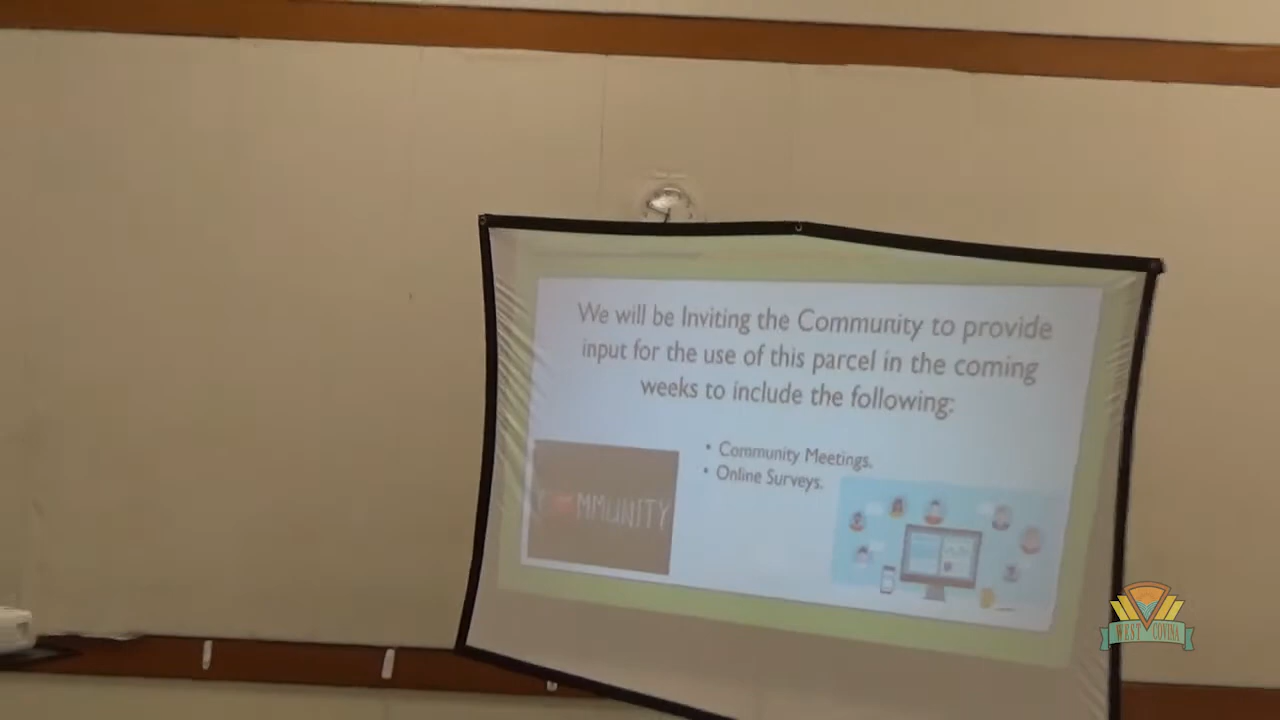 We will be Inviting the Community to provide
input for the use of this parcel in the coming
weeks to include the following:
• Community Meetings.
• Online Surveys.
COMMUNITY
WEST COVINA